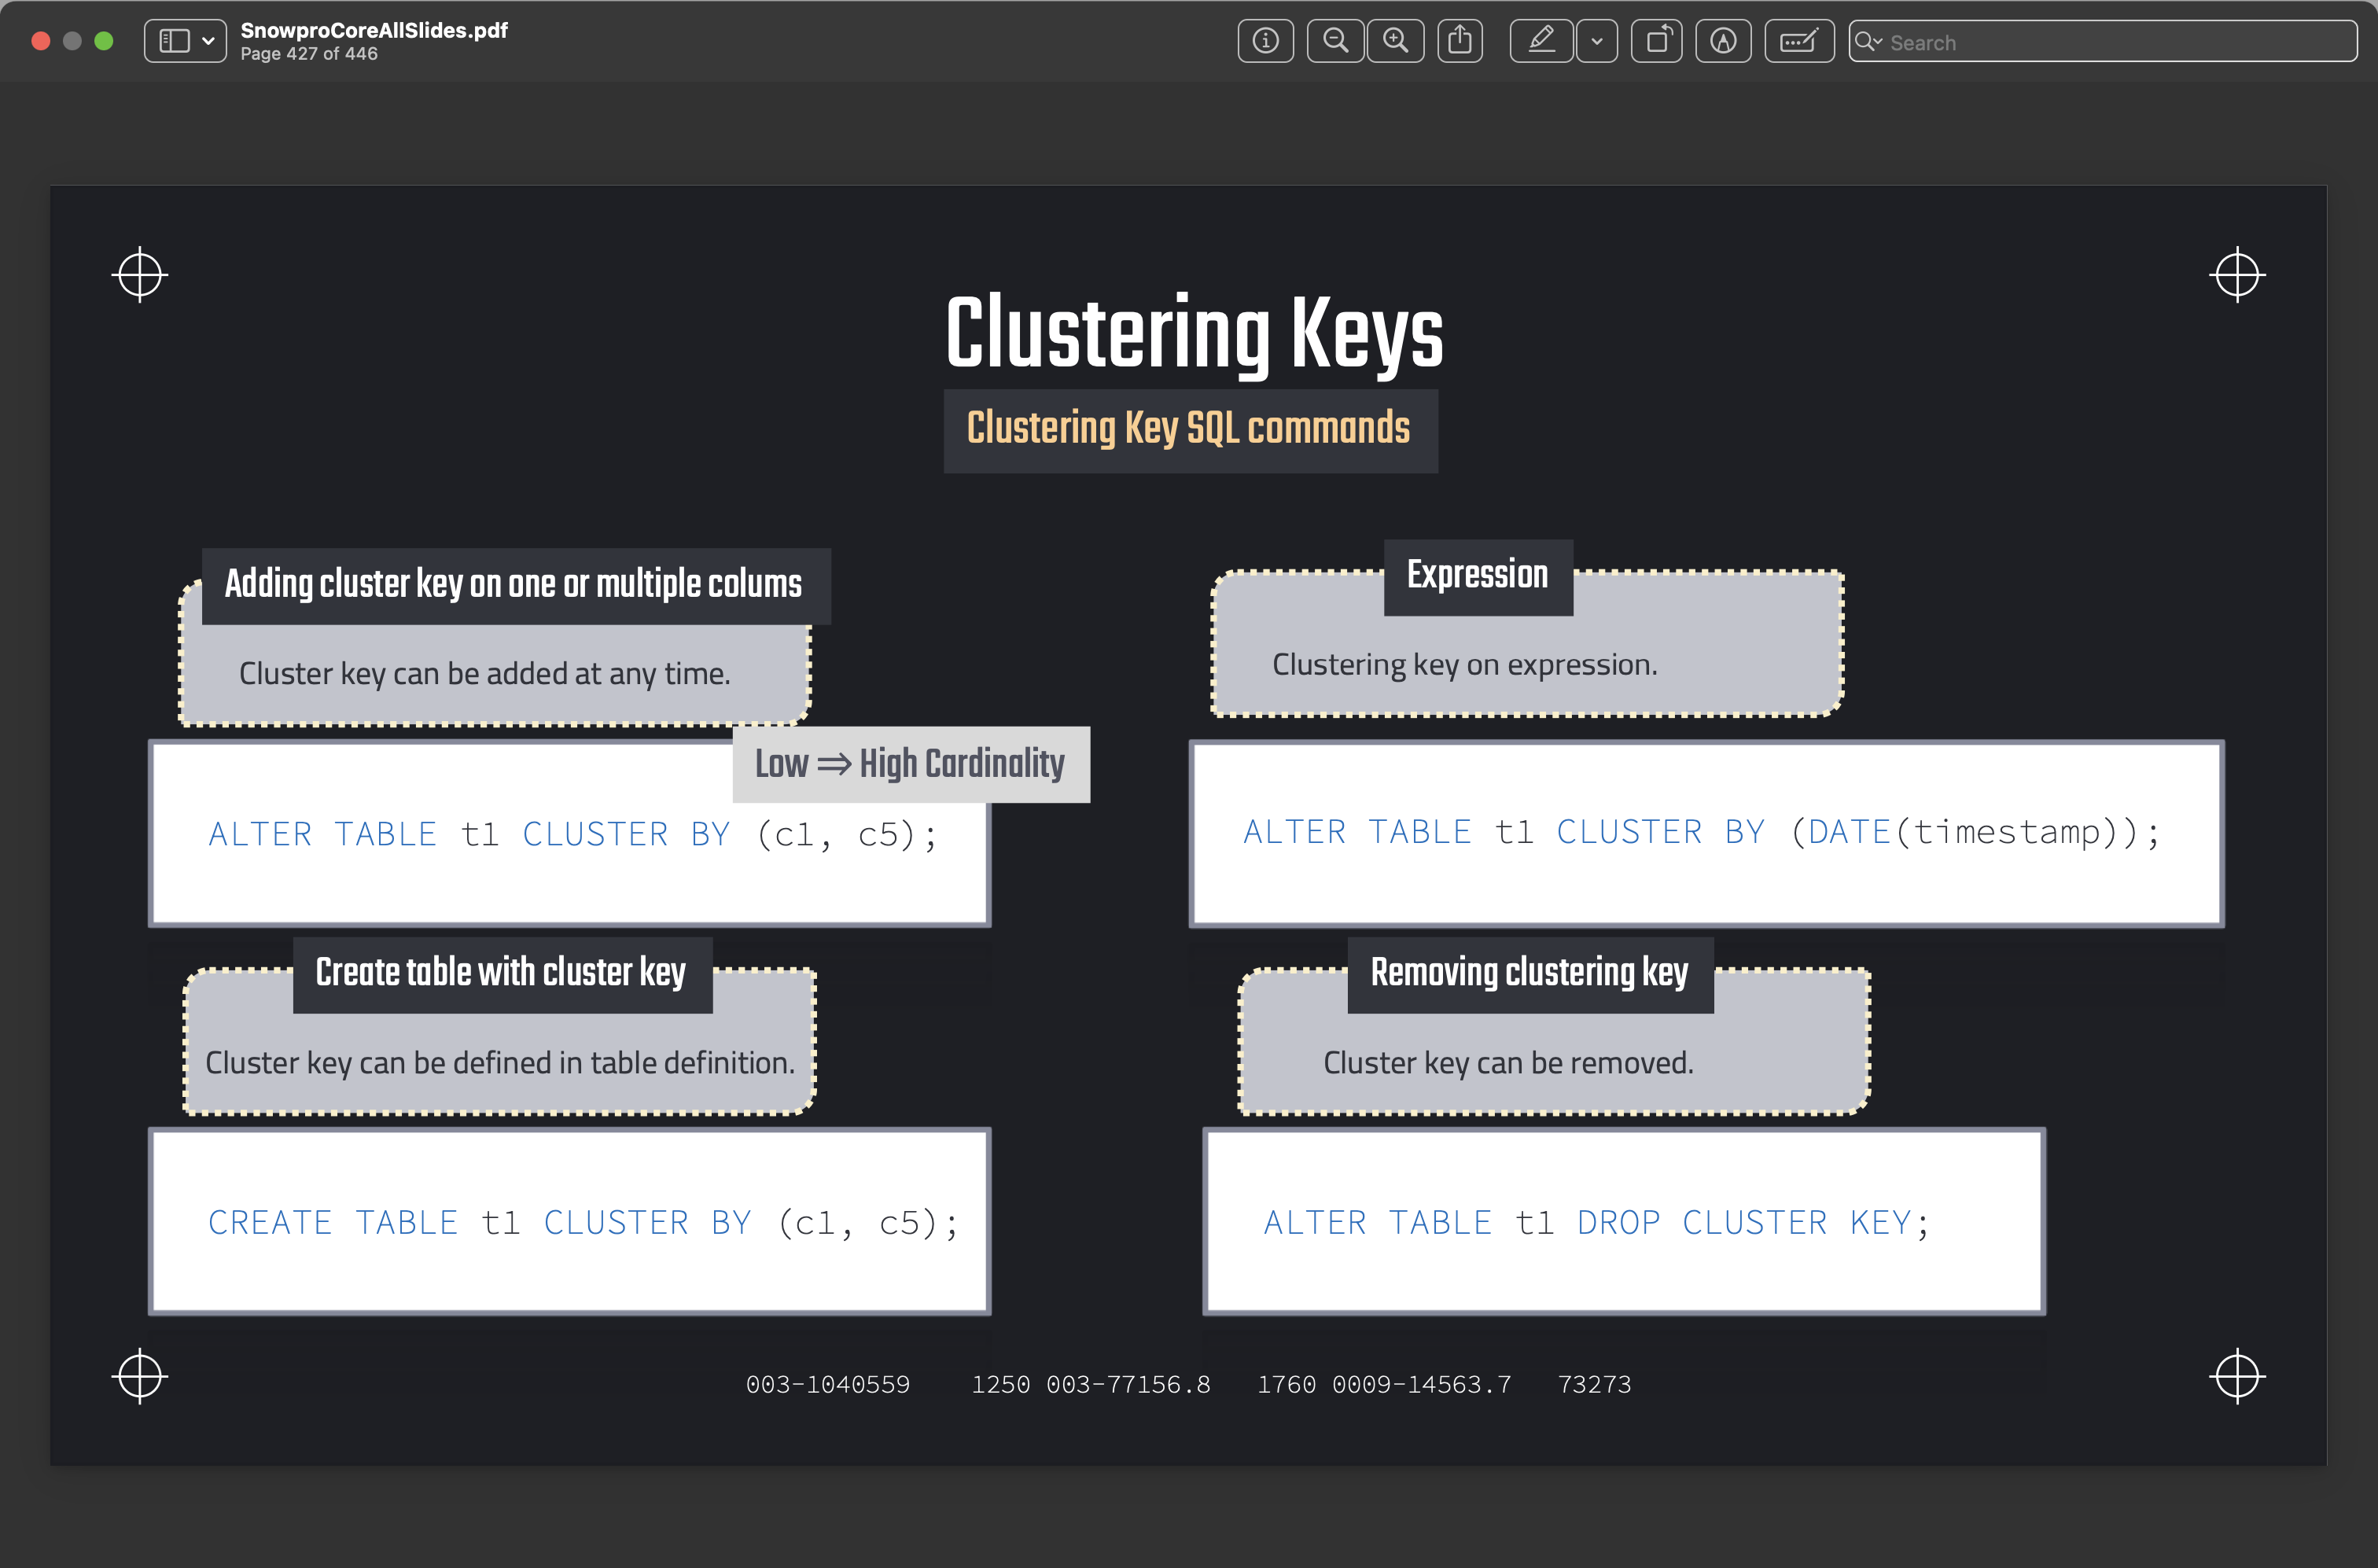 SnowproCoreAllSlides.pdf
Page 427 of 446
Search
Clustering Keys
Clustering Key SQL commands
Adding cluster key on one or multiple colums
Cluster key can be added at any time.
Low ⇒ High Cardinality
ALTER TABLE t1 CLUSTER BY (c1, c5);
Expression
Clustering key on expression.
ALTER TABLE t1 CLUSTER BY (DATE(timestamp));
Create table with cluster key
Cluster key can be defined in table definition.
CREATE TABLE t1 CLUSTER BY (c1, c5);
Removing clustering key
Cluster key can be removed.
ALTER TABLE t1 DROP CLUSTER KEY;
003-1040559 1250 003-77156.8 1760 0009-14563.7 73273